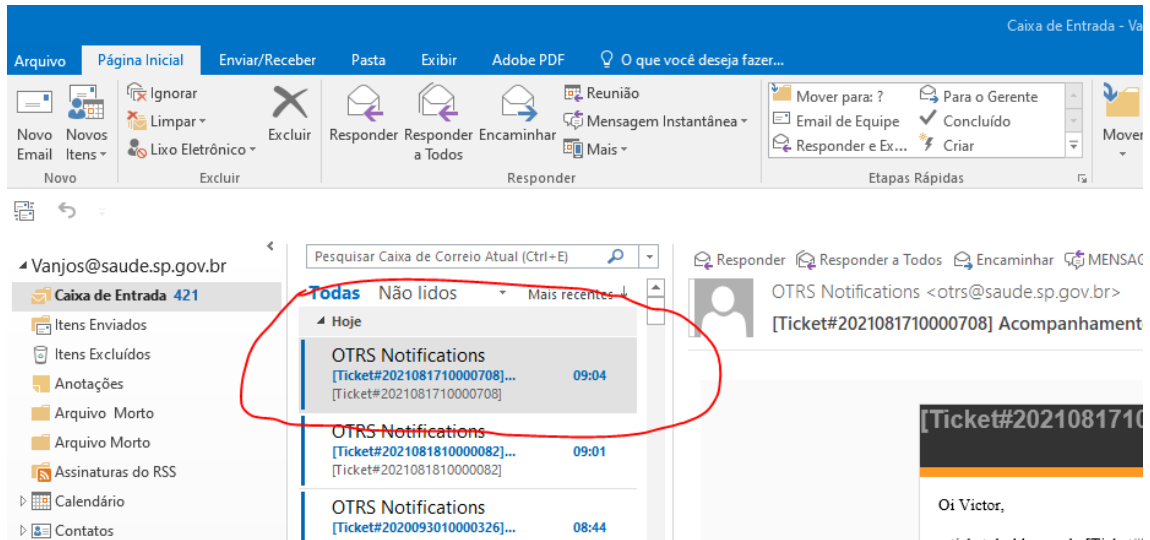 Caixa de Entrada - Va
Arquivo Página Inicial Enviar/Receber Pasta Exibir Adobe PDF O que você deseja fazer...
Novo Email
Novos Itens
Ignorar
Limpar
Lixo Eletrônico
Excluir
Responder
Responder a Todos
Encaminhar
Reunião
Mensagem Instantânea
Mais
Mover para: ?
Email de Equipe
Responder e Ex...
Para o Gerente
Concluído
Criar
Mover
Novo Excluir Responder Etapas Rápidas
Vanjos@saude.sp.gov.br
Caixa de Entrada 421
Itens Enviados
Itens Excluídos
Anotações
Arquivo Morto
Arquivo Morto
Assinaturas do RSS
Calendário
Contatos
Pesquisar Caixa de Correio Atual (Ctrl+E)
Todas Não lidos Mais recentes
Hoje
OTRS Notifications
[Ticket#2021081710000708]... 09:04
[Ticket#2021081710000708]
OTRS Notifications
[Ticket#2021081810000082]... 09:01
[Ticket#2021081810000082]
OTRS Notifications
[Ticket#2020093010000326]... 08:44
Responder Responder a Todos Encaminhar MENSAG
OTRS Notifications <otrs@saude.sp.gov.br>
[Ticket#2021081710000708] Acompanhament
[Ticket#2021081710
Oi Victor,